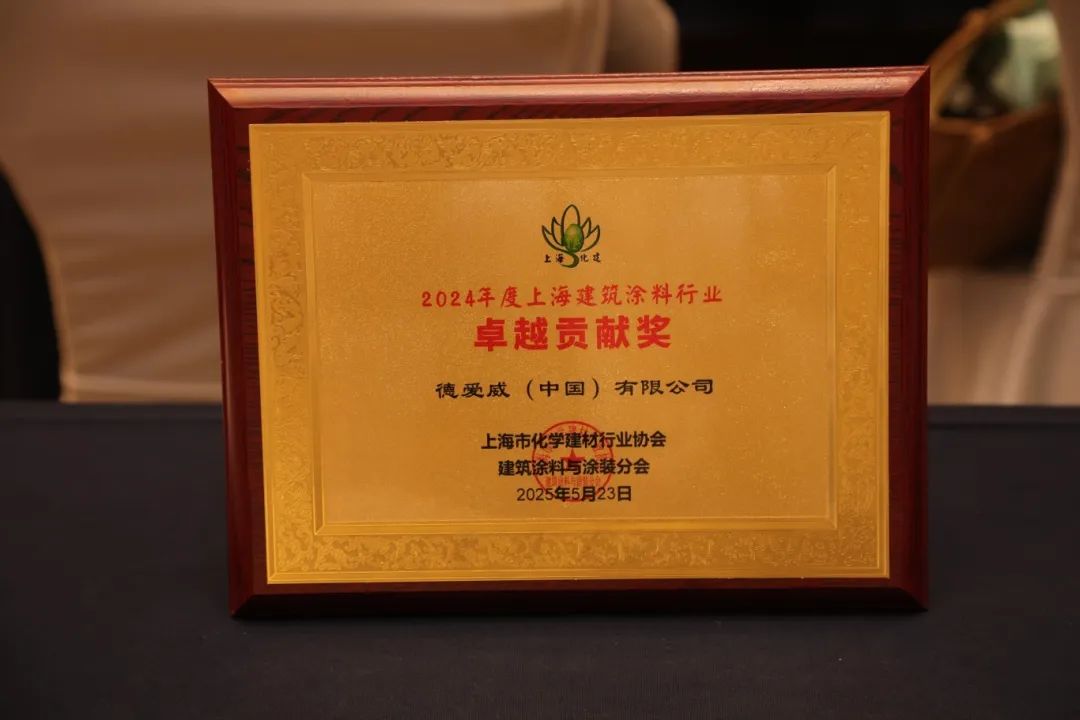 上海化建
2024年度上海建筑涂料行业
卓越贡献奖
德爱威（中国）有限公司
上海市化学建材行业协会
建筑涂料与涂装分会
2025年5月23日